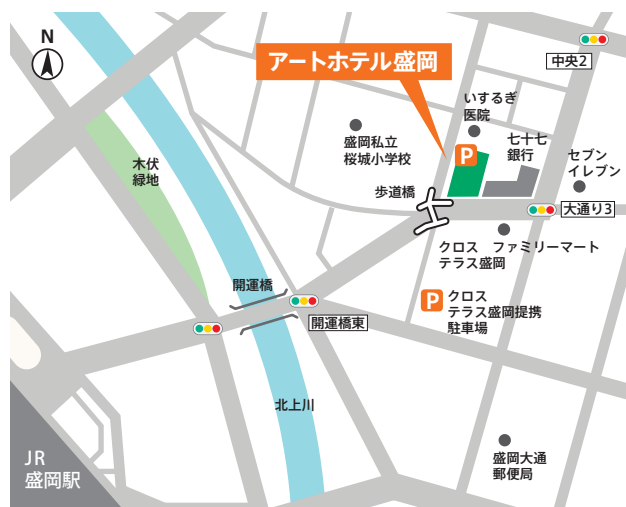 N
アートホテル盛岡
中央2
いするぎ
医院
P
七十七
銀行
盛岡私立
桜城小学校
セブン
イレブン
木伏
緑地
歩道橋
大通り3
クロス
テラス盛岡
ファミリーマート
開運橋
P
クロス
テラス盛岡提携
駐車場
開運橋東
北上川
JR
盛岡駅
盛岡大通
郵便局